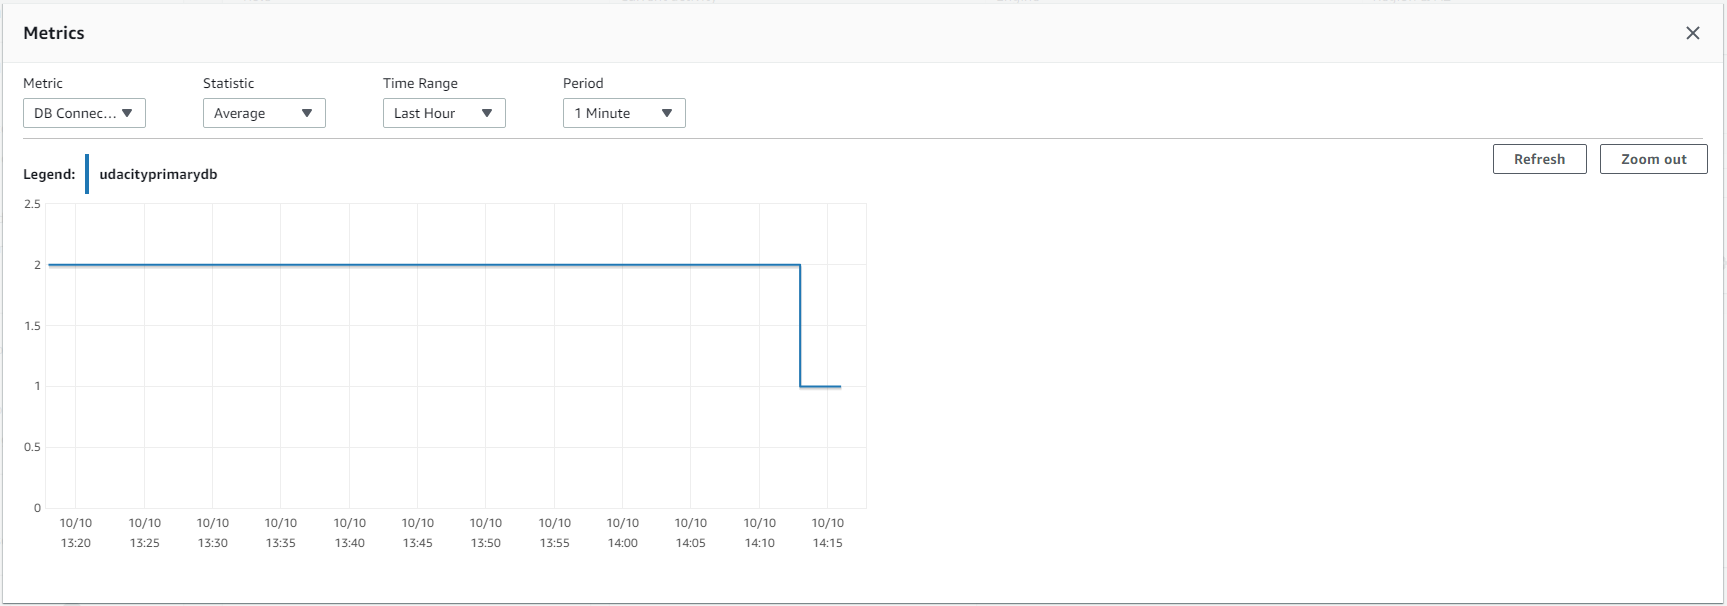 Metrics
Metric Statistic Time Range Period
DB Connec... Average Last Hour 1 Minute
Refresh Zoom out
Legend: udacityprimarydb
2.5
2
1.5
1
0.5
0
10/10 10/10 10/10 10/10 10/10 10/10 10/10 10/10 10/10 10/10 10/10 10/10
13:20 13:25 13:30 13:35 13:40 13:45 13:50 13:55 14:00 14:05 14:10 14:15